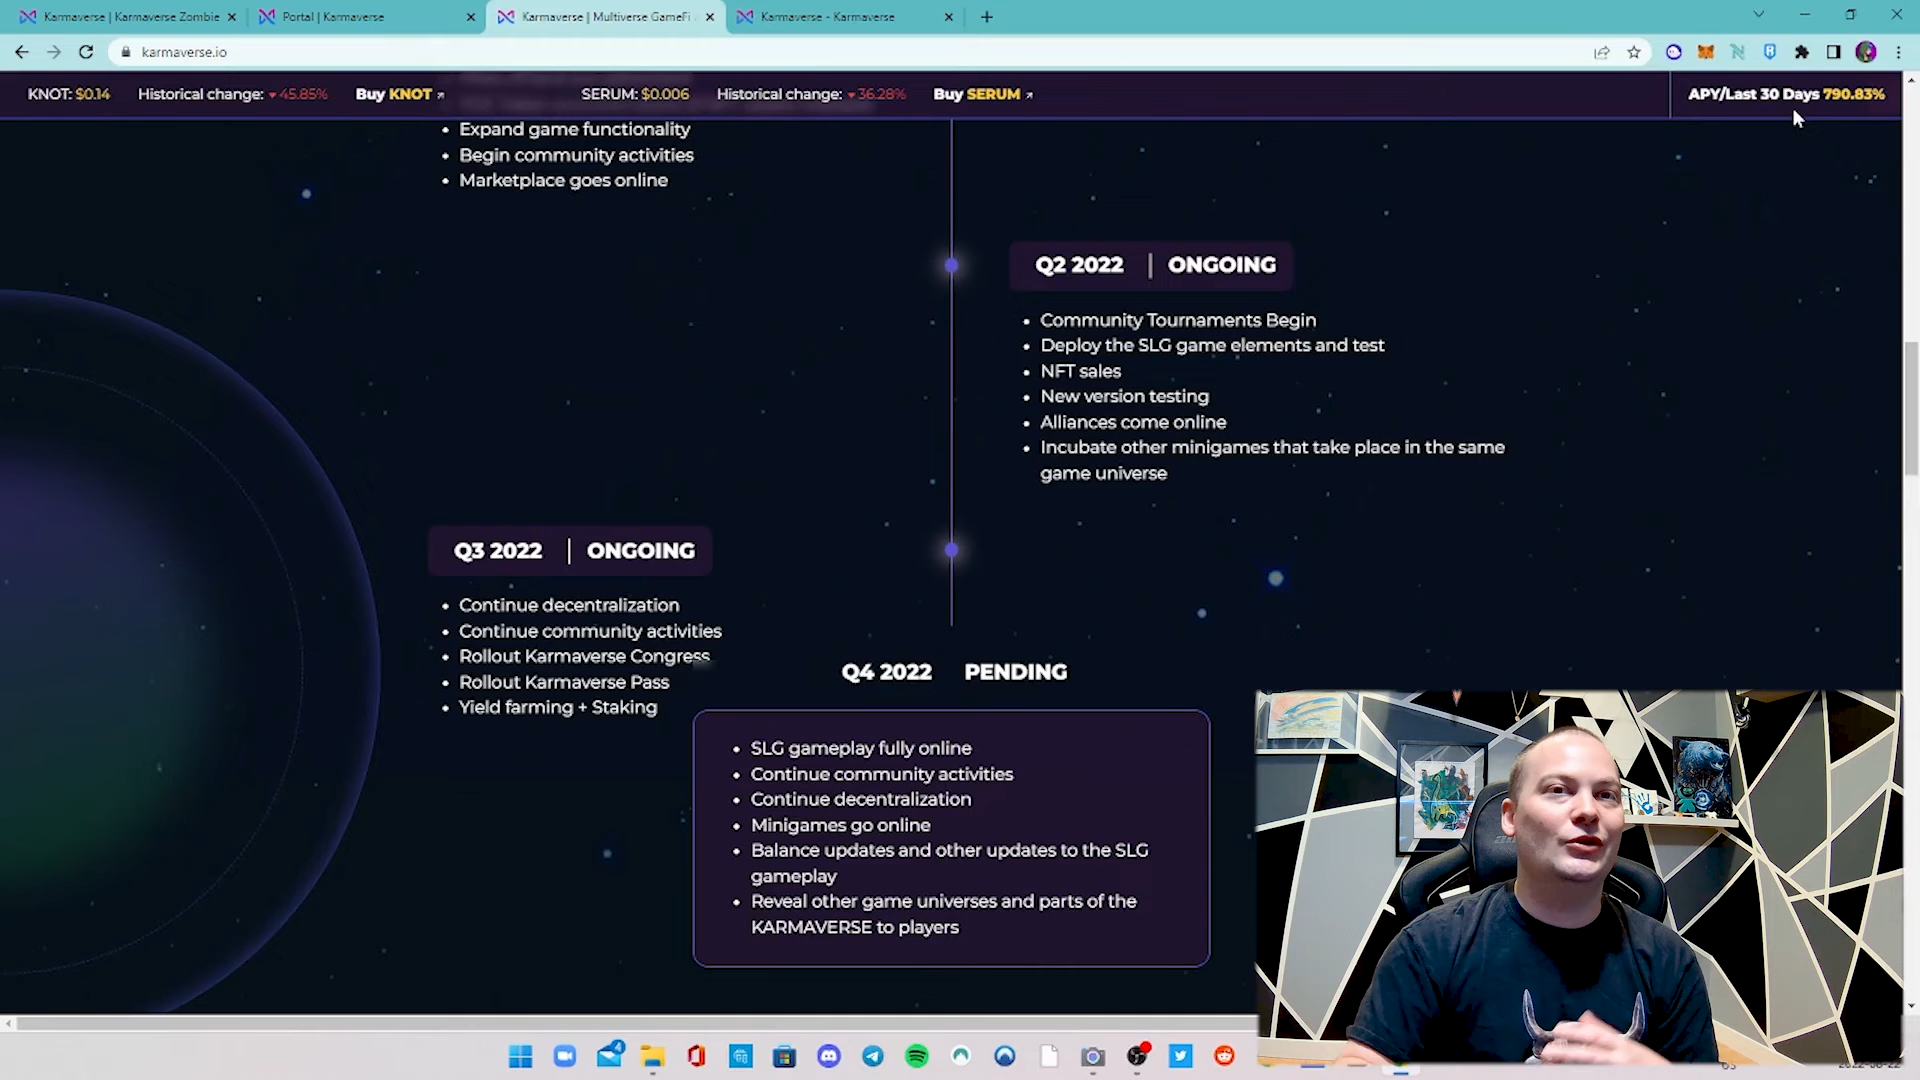 Karmaverse | Karmaverse Zombie
Portal | Karmaverse
Karmaverse | Multiverse GameFi
Karmaverse - Karmaverse
karmaverse.io
KNOT: $0.14 Historical change: 45.85% Buy KNOT SERUM: $0.006 Historical change: 36.28% Buy SERUM APY/Last 30 Days 790.83%
Expand game functionality
Begin community activities
Marketplace goes online
Q2 2022 | ONGOING
Community Tournaments Begin
Deploy the SLG game elements and test
NFT sales
New version testing
Alliances come online
Incubate other minigames that take place in the same
game universe
Q3 2022 | ONGOING
Continue decentralization
Continue community activities
Rollout Karmaverse Congress
Rollout Karmaverse Pass
Yield farming + Staking
Q4 2022 PENDING
SLG gameplay fully online
Continue community activities
Continue decentralization
Minigames go online
Balance updates and other updates to the SLG
gameplay
Reveal other game universes and parts of the
KARMAVERSE to players
4